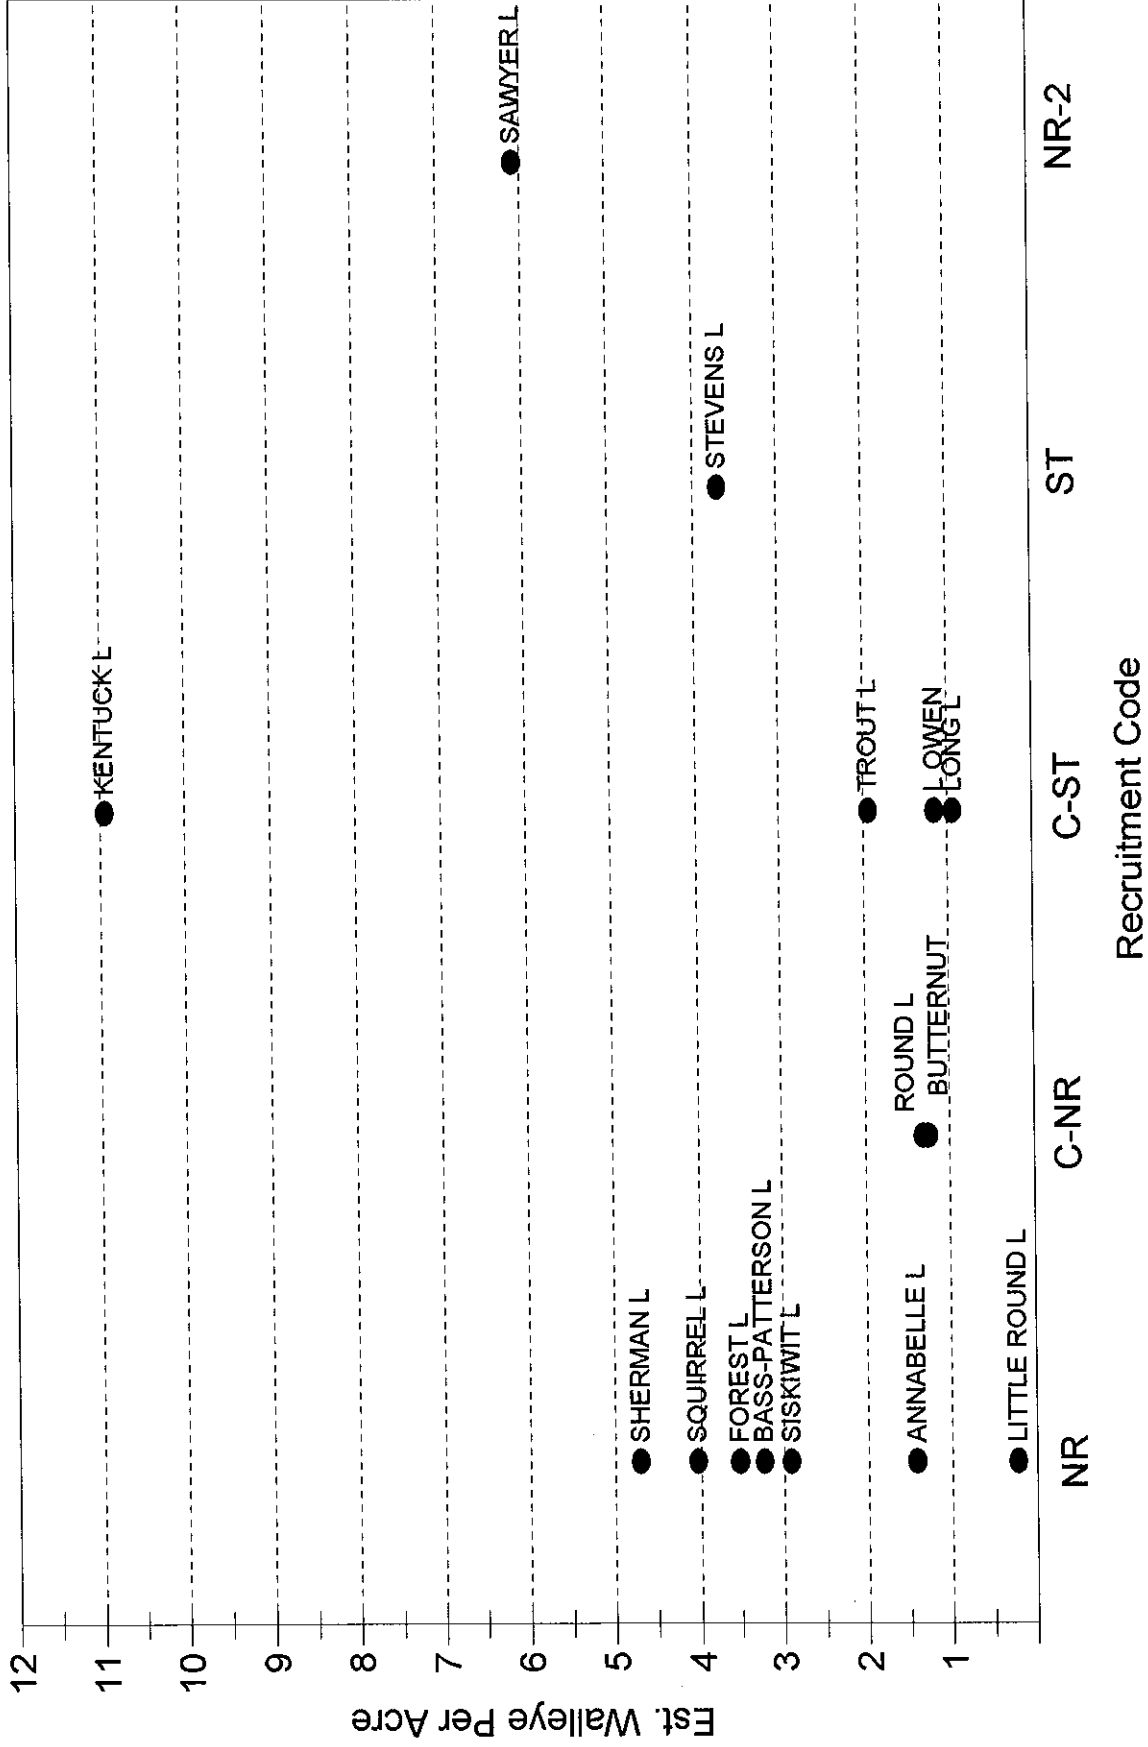 Est. Walleye Per Acre
12
11
10
9
8
7
6
5
4
3
2
1
KENTUCK L
SAWYER L
SHERMAN L
SQUIRREL L
STEVENS L
FOREST L
BASS-PATTERSON L
SISKIWIT L
TROUT L
ANNABELLE L
ROUND L
BUTTERNUT
L OWEN
LONG L
LITTLE ROUND L
NR
C-NR
C-ST
ST
NR-2
Recruitment Code